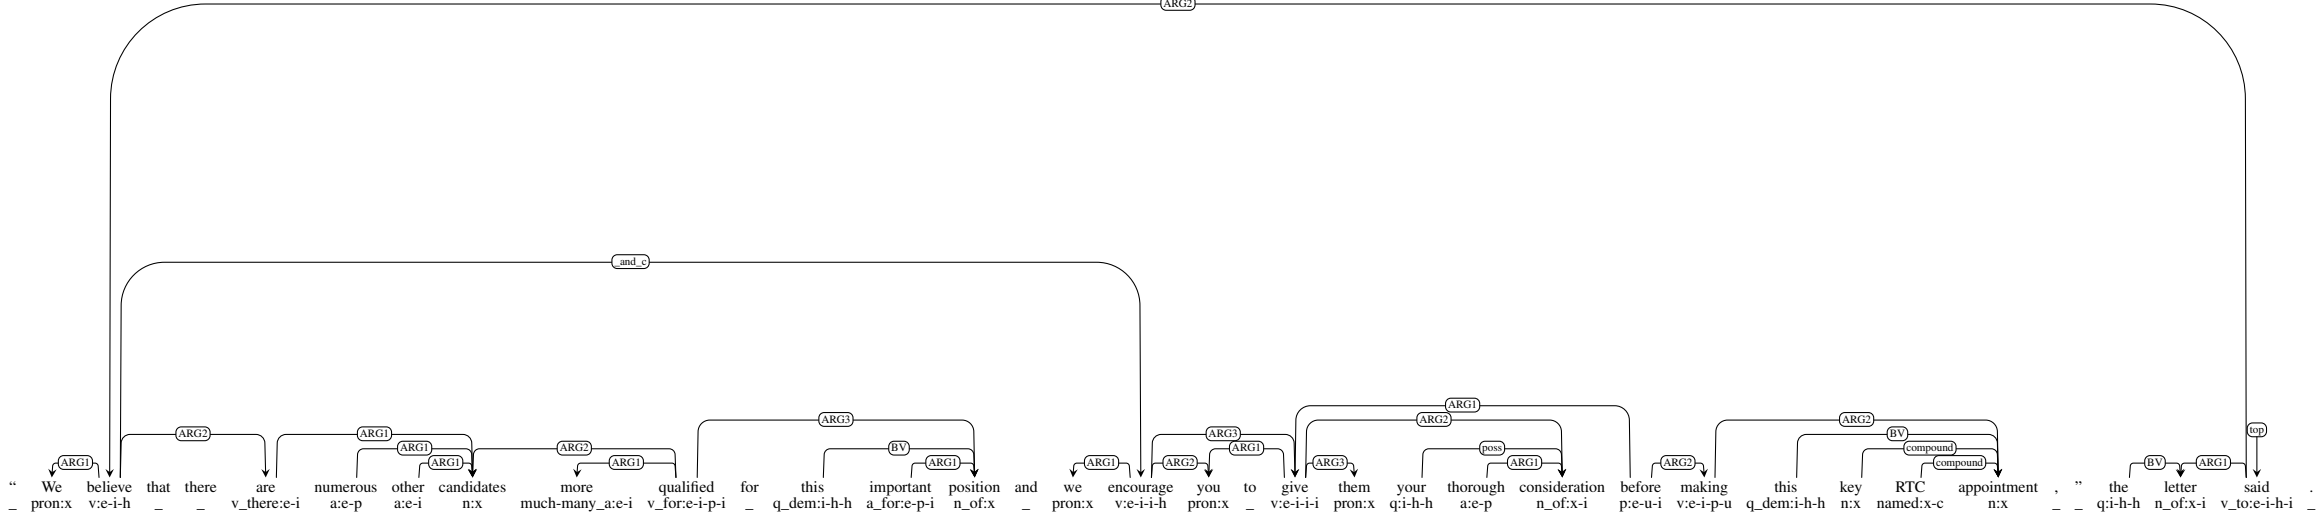 ARG2
_and_c
ARG1
ARG3 ARG2 ARG2
ARG2 ARG1 ARG3 BV top
ARG1 ARG2 BV ARG1 poss compound
ARG1 ARG1 ARG1 ARG1 ARG1 ARG2 ARG3 ARG1 ARG2 compound BV ARG1
“ We believe that there are numerous other candidates more qualified for this important position and we encourage you to give them your thorough consideration before making this key RTC appointment , ” the letter said .
_ pron:x v:e-i-h _ _ v_there:e-i a:e-p a:e-i n:x much-many_a:e-i v_for:e-i-p-i _ q_dem:i-h-h a_for:e-p-i n_of:x _ pron:x v:e-i-i-h pron:x _ v:e-i-i-i pron:x q:i-h-h a:e-p n_of:x-i p:e-u-i v:e-i-p-u q_dem:i-h-h n:x named:x-c n:x _ _ q:i-h-h n_of:x-i v_to:e-i-h-i _